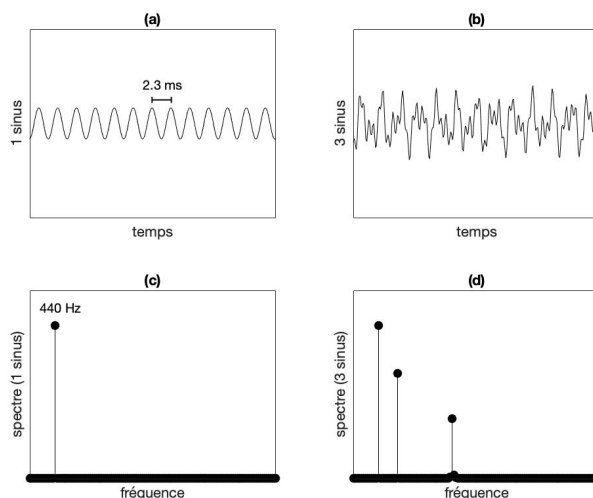 (a)
1 sinus
2.3 ms
temps
(b)
3 sinus
temps
(c)
spectre (1 sinus)
440 Hz
fréquence
(d)
spectre (3 sinus)
fréquence